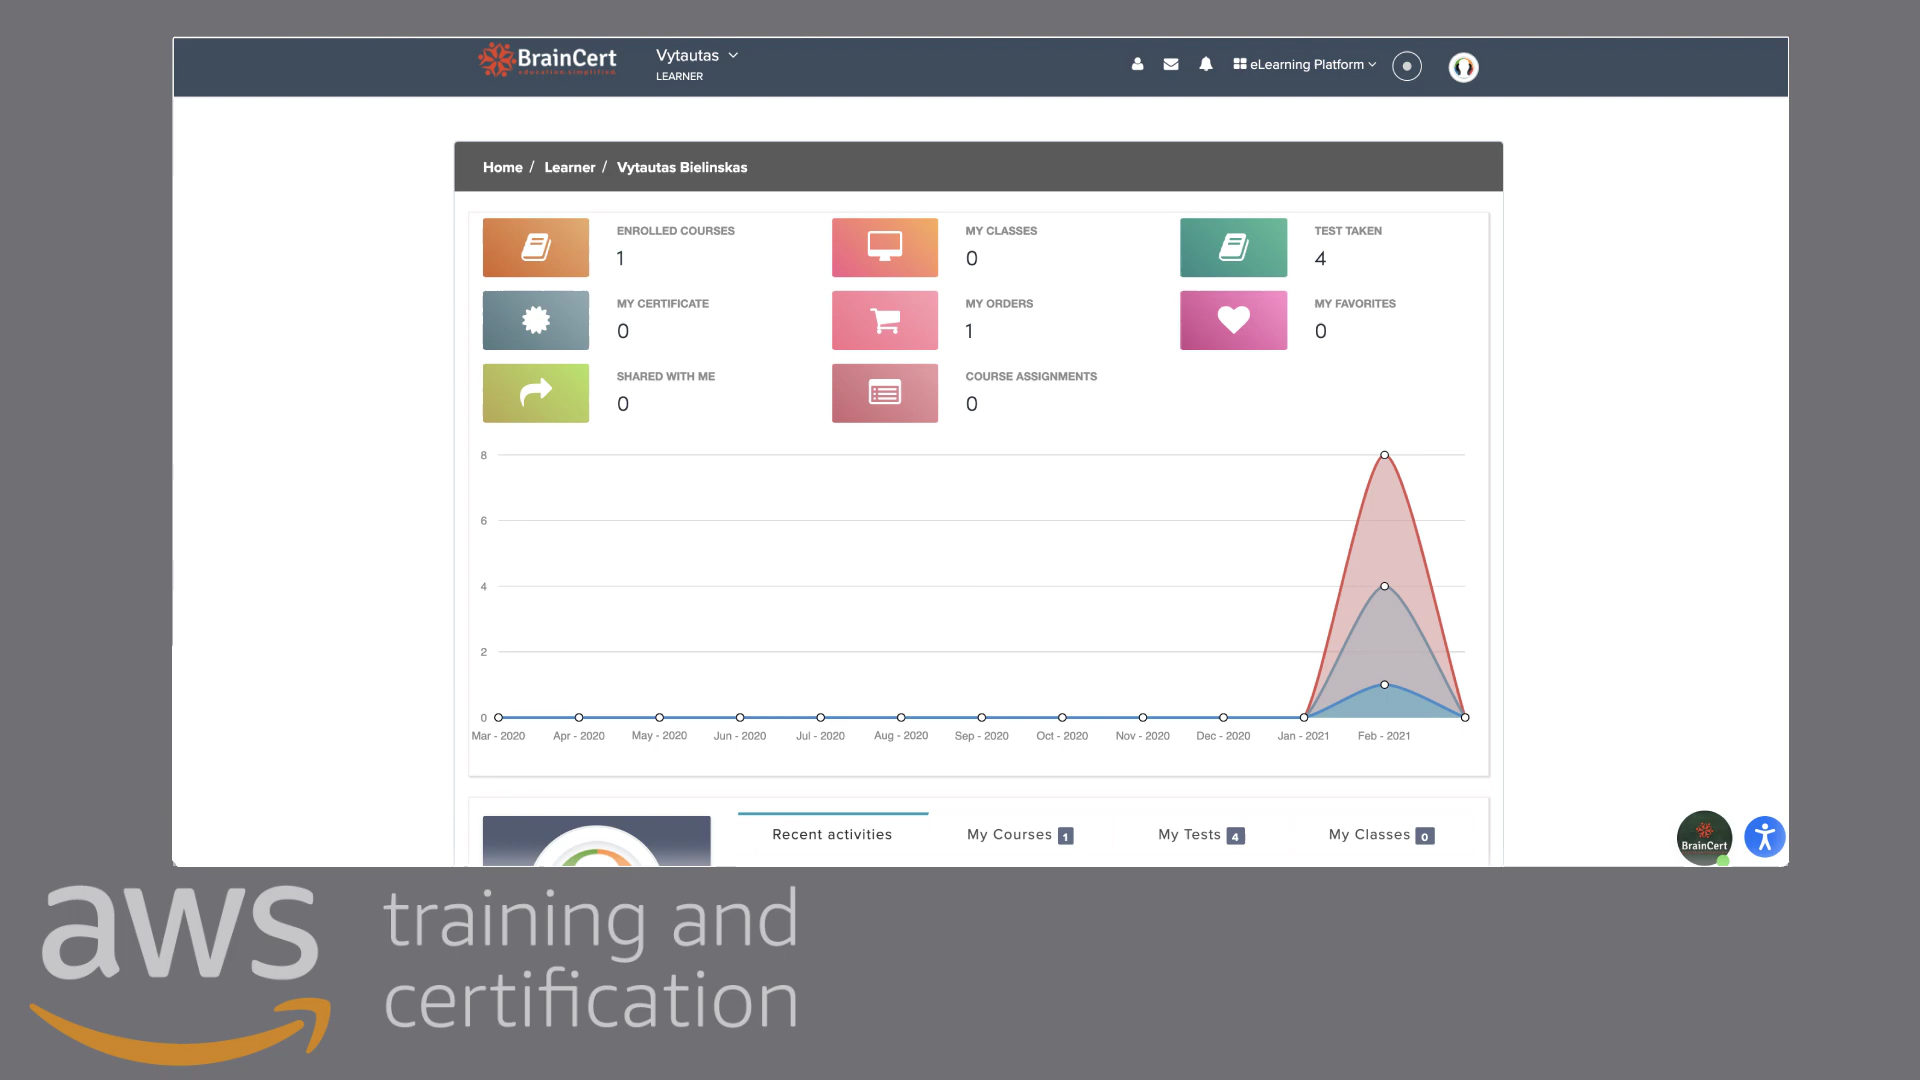 BrainCert
education simplified.
Vytautas
LEARNER
eLearning Platform
Home / Learner / Vytautas Bielinskas
ENROLLED COURSES
1
MY CLASSES
0
TEST TAKEN
4
MY CERTIFICATE
0
MY ORDERS
1
MY FAVORITES
0
SHARED WITH ME
0
COURSE ASSIGNMENTS
0
8
6
4
2
0
Mar - 2020 Apr - 2020 May - 2020 Jun - 2020 Jul - 2020 Aug - 2020 Sep - 2020 Oct - 2020 Nov - 2020 Dec - 2020 Jan - 2021 Feb - 2021
Recent activities My Courses 1 My Tests 4 My Classes 0
BrainCert
aws training and
certification